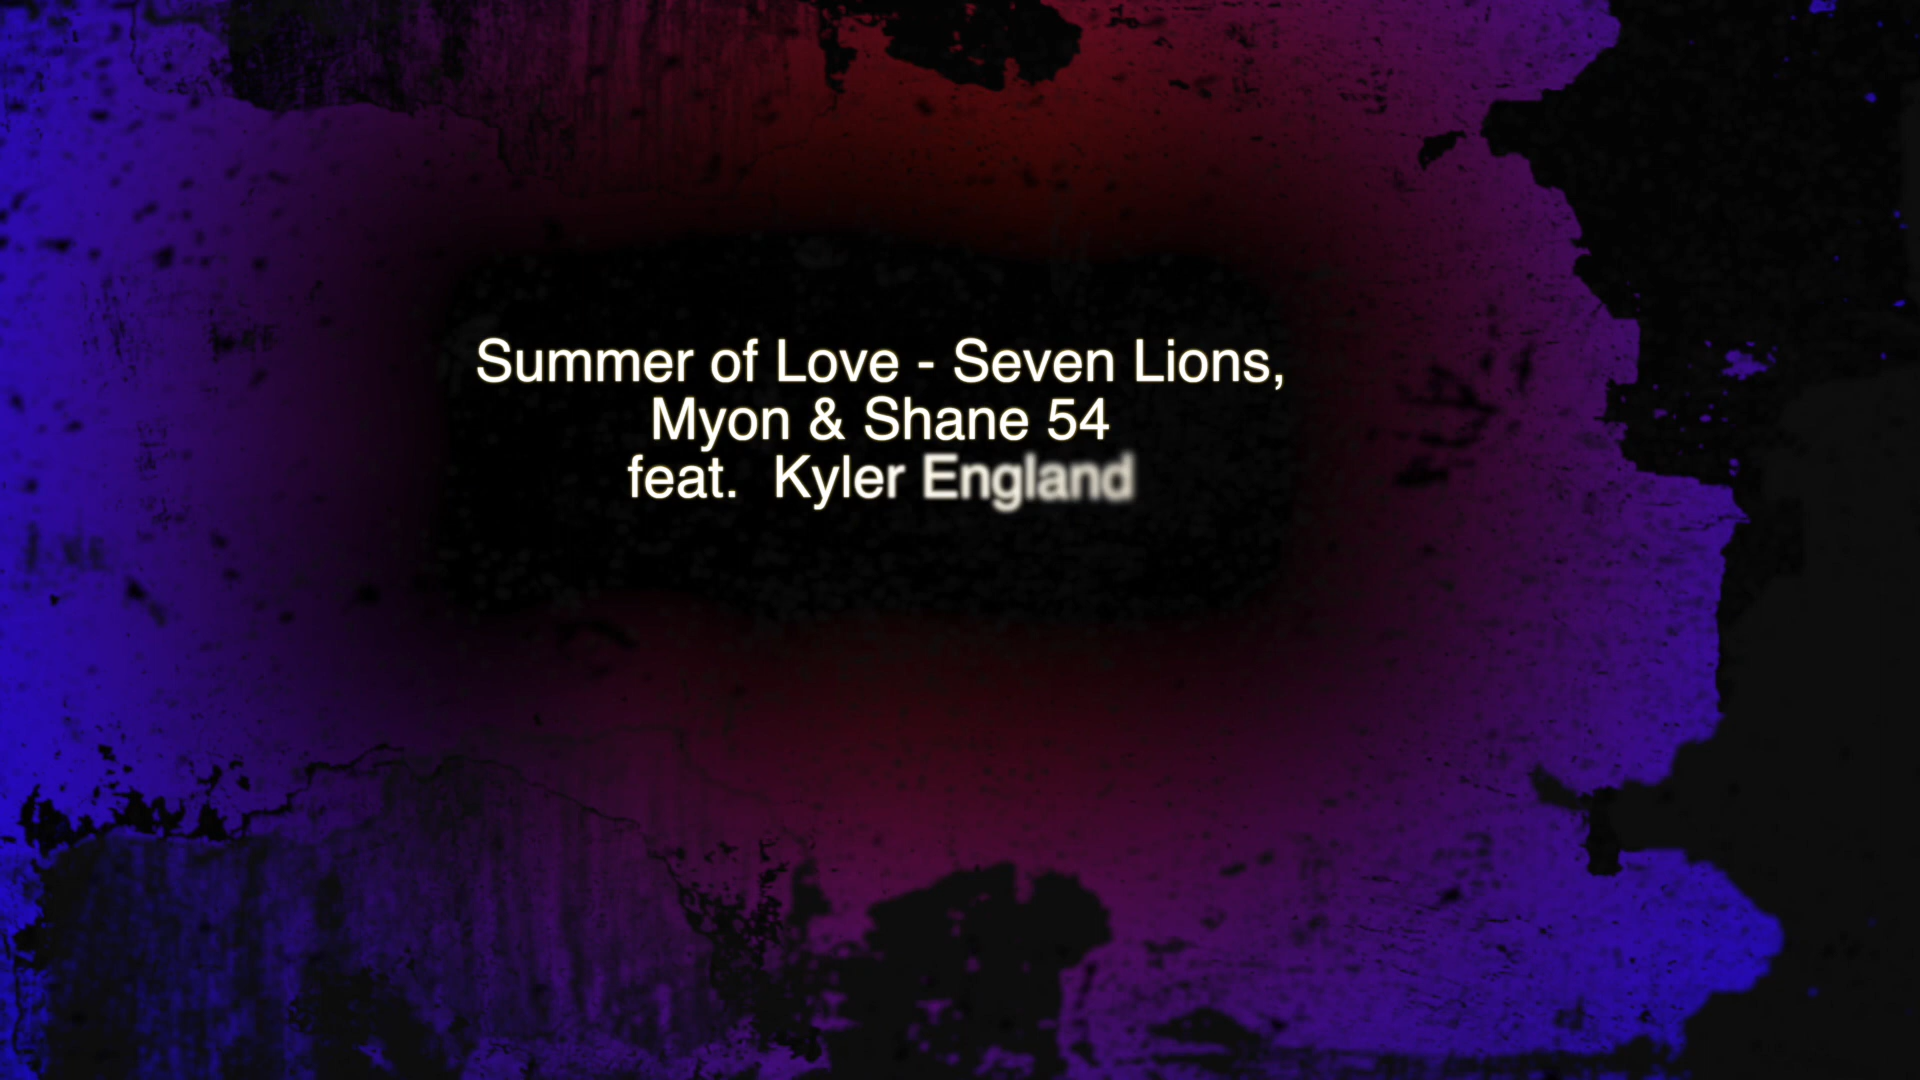 Summer of Love - Seven Lions,
Myon & Shane 54
feat.  Kyler England